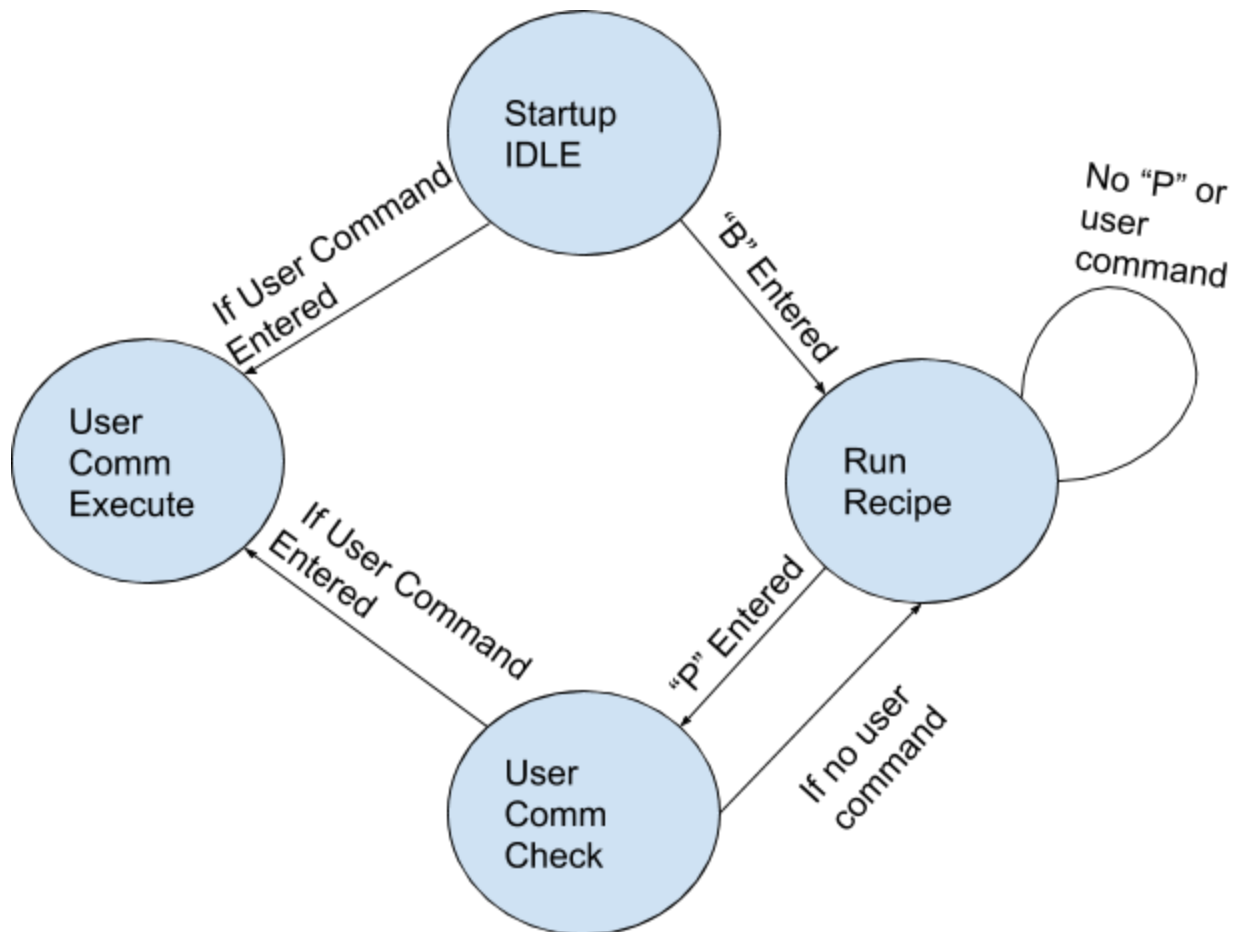 Startup
IDLE
If User Command
Entered
“B” Entered
No “P” or
user
command
User
Comm
Execute
Run
Recipe
If User Command
Entered
“P” Entered
If no user
command
User
Comm
Check